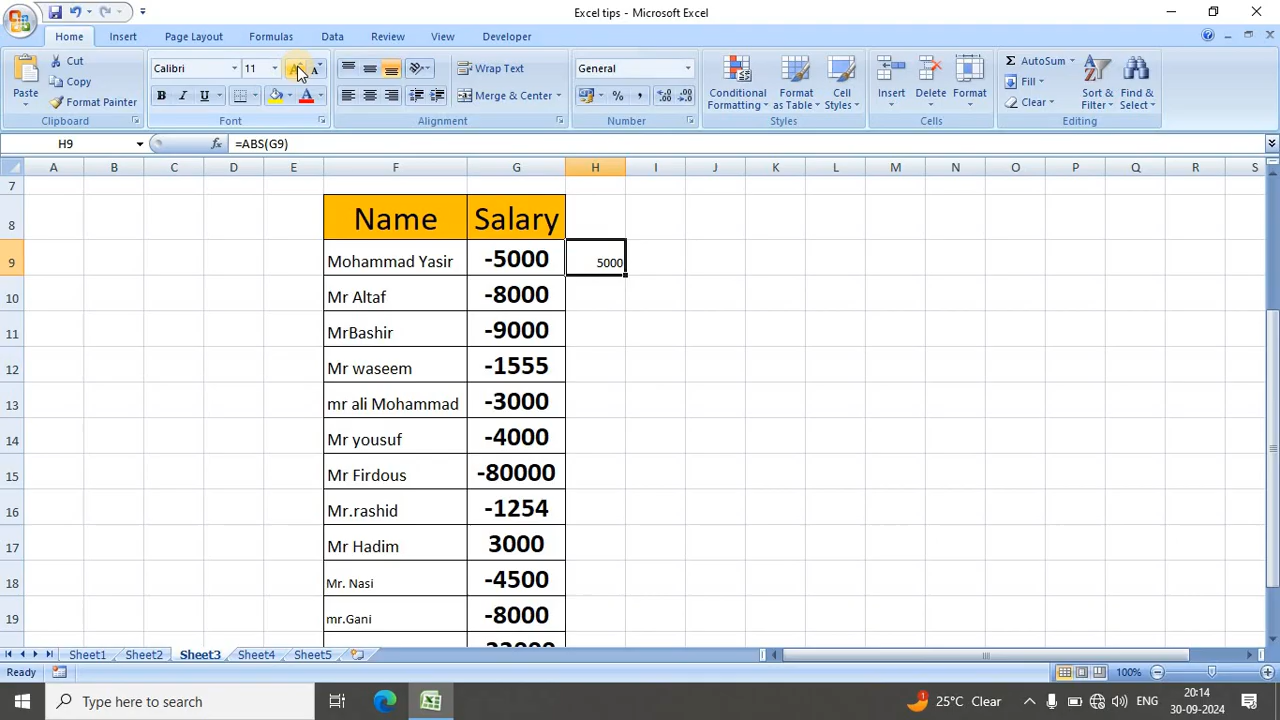 Excel tips - Microsoft Excel
Home Insert Page Layout Formulas Data Review View Developer
Paste Cut Copy Format Painter Clipboard
Calibri 11 Font
Wrap Text Merge & Center Alignment
General % , Number
Conditional Formatting Format as Table Cell Styles Styles
Insert Delete Format Cells
AutoSum Fill Clear Sort & Filter Find & Select Editing
H9 fx =ABS(G9)
A B C D E F G H I J K L M N O P Q R S
7
8 Name Salary
9 Mohammad Yasir -5000 5000
10 Mr Altaf -8000
11 MrBashir -9000
12 Mr waseem -1555
13 mr ali Mohammad -3000
14 Mr yousuf -4000
15 Mr Firdous -80000
16 Mr.rashid -1254
17 Mr Hadim 3000
18 Mr. Nasi -4500
19 mr.Gani -8000
Sheet1 Sheet2 Sheet3 Sheet4 Sheet5
Ready 100%
Type here to search 25°C Clear ENG 20:14
30-09-2024